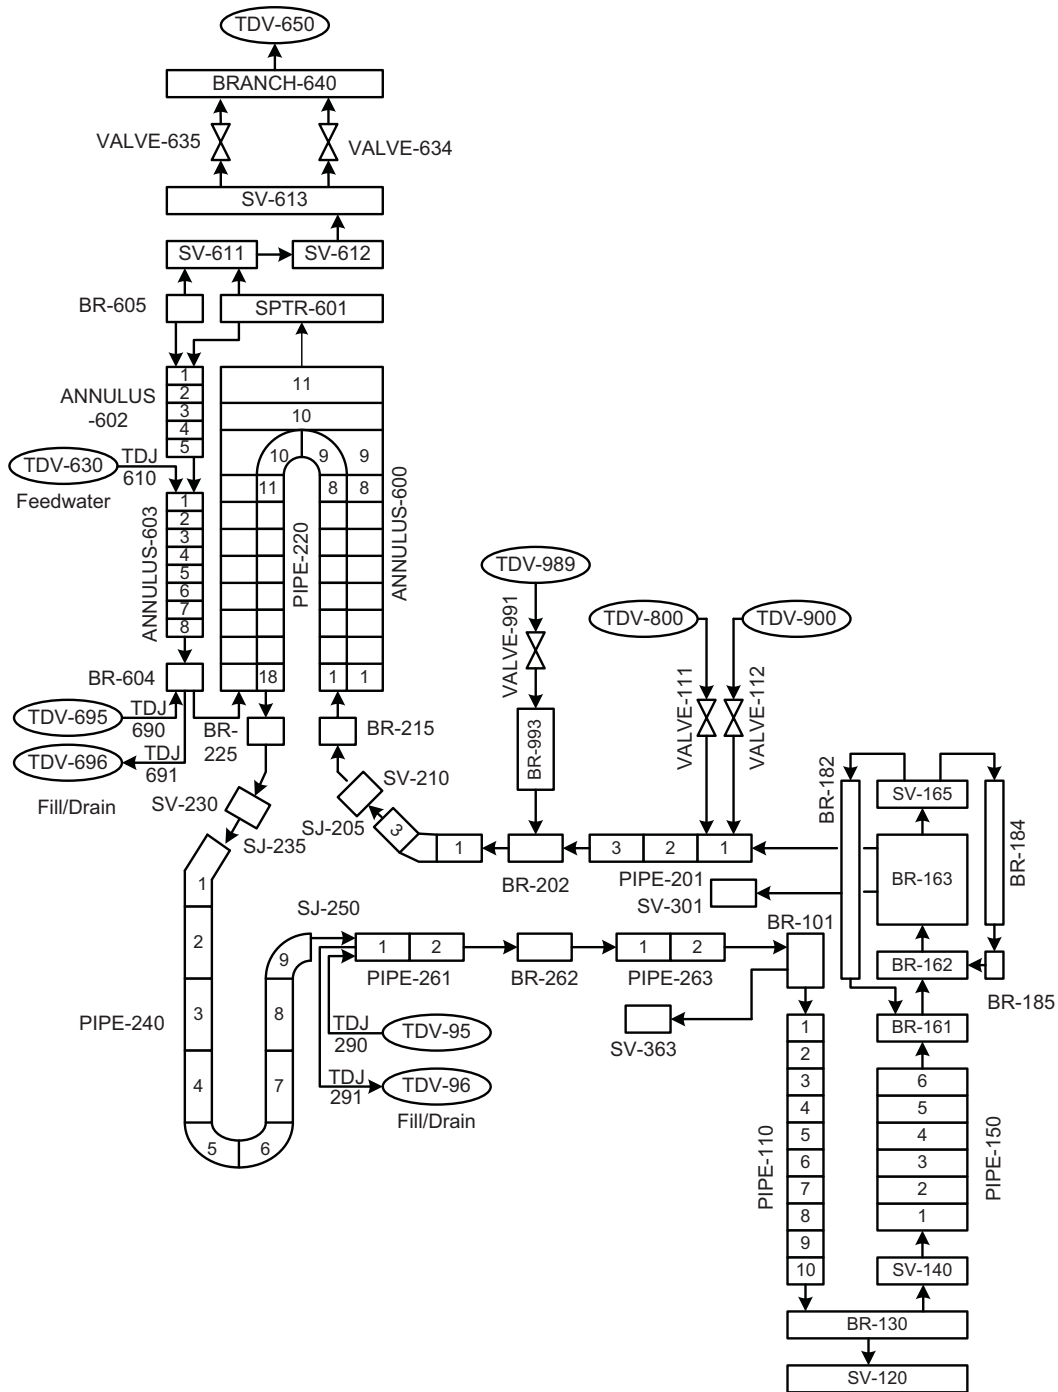 TDV-650
BRANCH-640
VALVE-635
VALVE-634
SV-613
SV-611
SV-612
BR-605
SPTR-601
ANNULUS
-602
1
2
3
4
5
11
10
10
9
9
11
8
8
18
1
1
PIPE-220
ANNULUS-600
TDV-630
TDJ
610
Feedwater
ANNULUS-603
1
2
3
4
5
6
7
8
BR-604
TDV-695
TDJ
690
TDV-696
TDJ
691
Fill/Drain
BR-
225
BR-215
SV-230
SJ-235
SV-210
SJ-205
3
1
TDV-989
VALVE-991
BR-993
BR-202
TDV-800
TDV-900
VALVE-111
VALVE-112
3
2
1
PIPE-201
SV-301
BR-182
SV-165
BR-184
BR-163
BR-162
BR-185
BR-161
BR-101
1
2
3
4
5
6
7
8
9
PIPE-240
SJ-250
1
2
PIPE-261
BR-262
1
2
PIPE-263
TDJ
290
TDV-95
TDJ
291
TDV-96
Fill/Drain
SV-363
1
2
3
4
5
6
7
8
9
10
PIPE-110
6
5
4
3
2
1
PIPE-150
SV-140
BR-130
SV-120